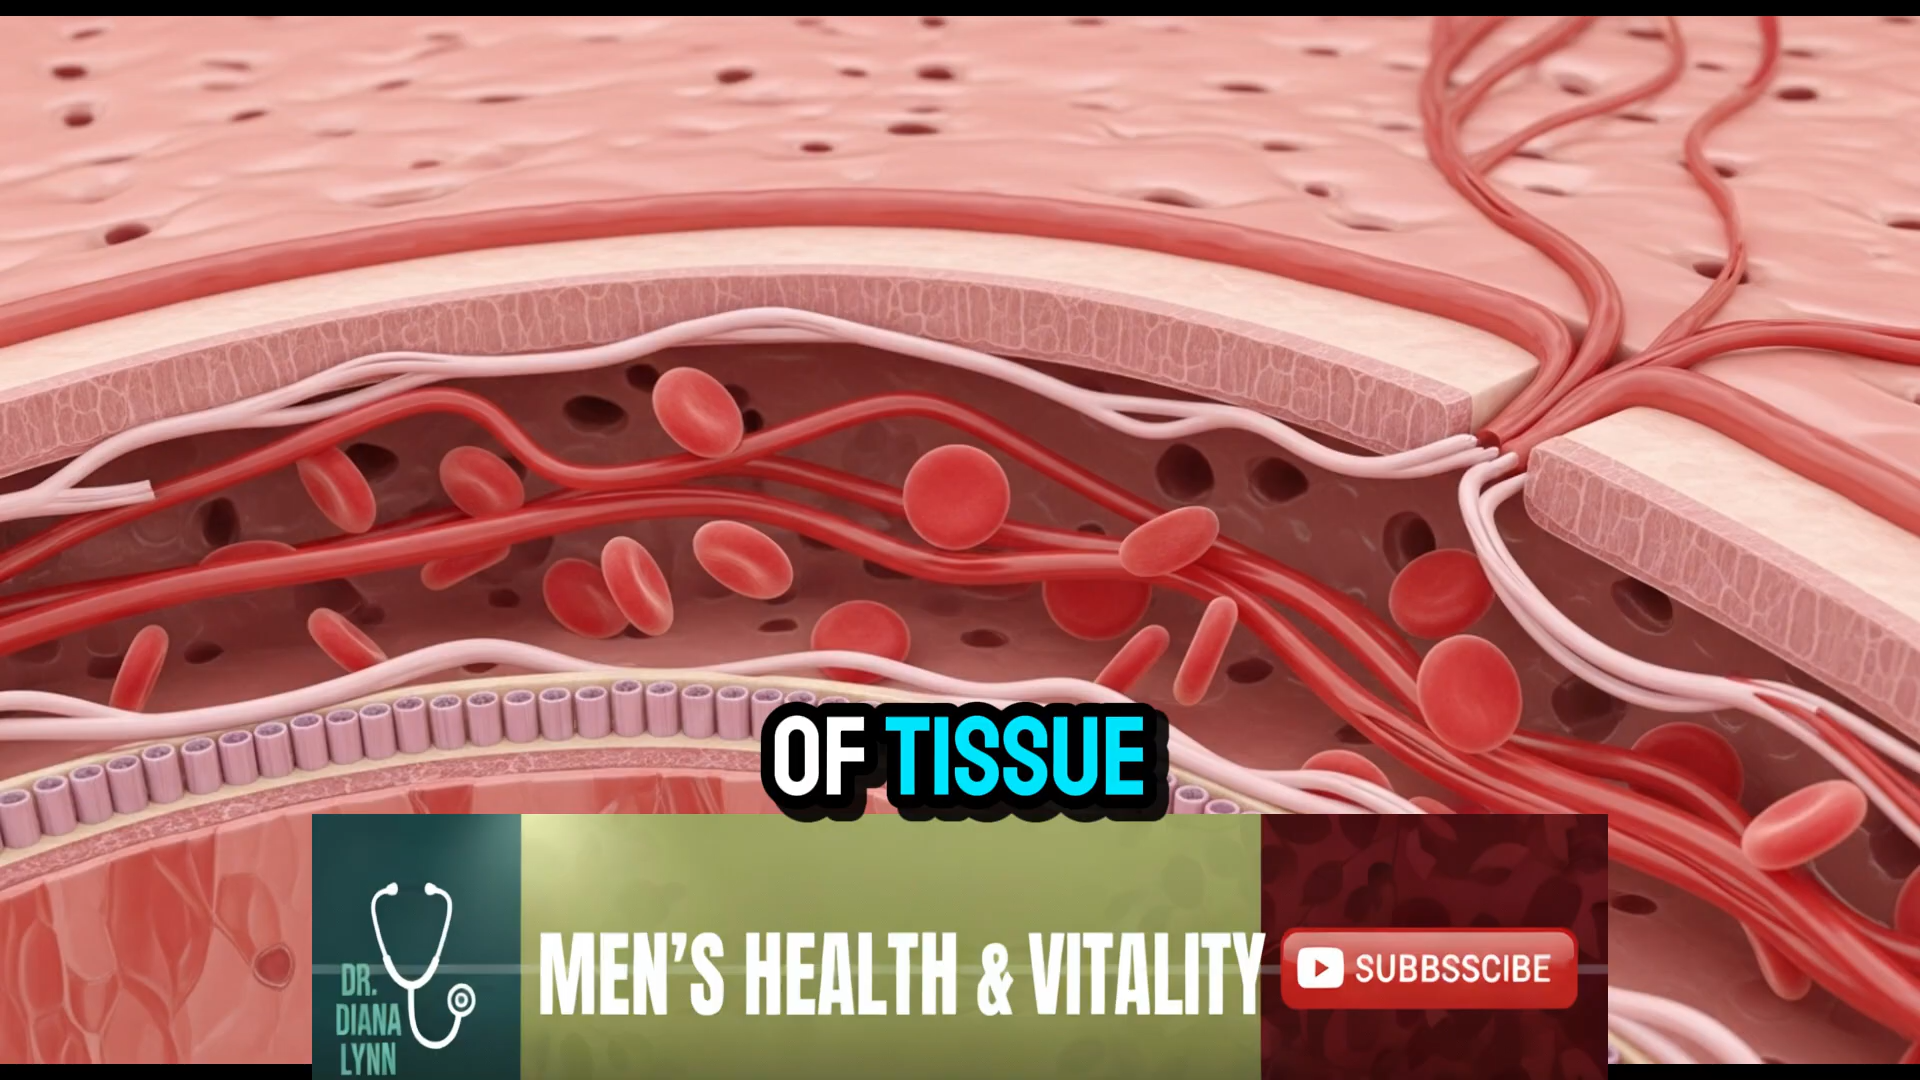 OF TISSUE
DR.
DIANA
LYNN
MEN'S HEALTH & VITALITY
SUBBSSCIBE